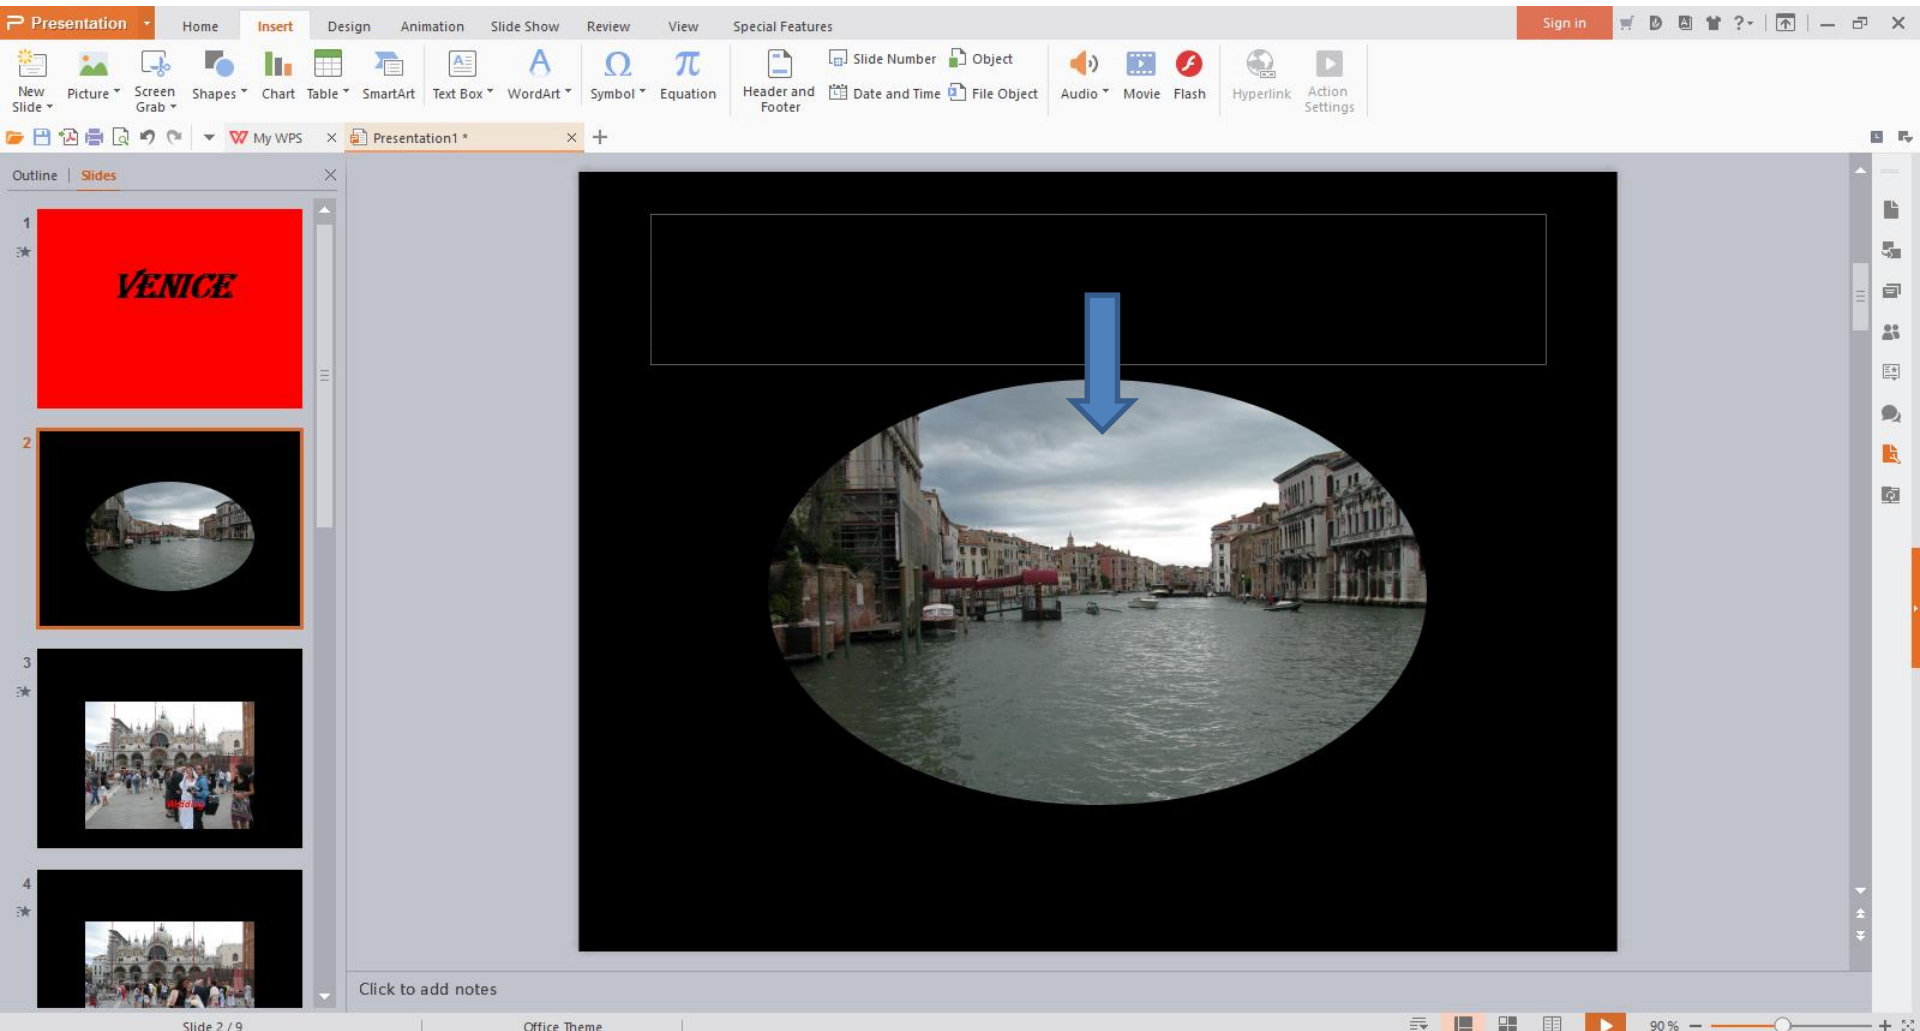 Presentation
Home Insert Design Animation Slide Show Review View Special Features
Sign in
New Slide
Picture
Screen Grab
Shapes
Chart
Table
SmartArt
Text Box
WordArt
Symbol
Equation
Header and Footer
Slide Number
Date and Time
Object
File Object
Audio
Movie
Flash
Hyperlink
Action Settings
W My WPS
Presentation1 *
Outline | Slides
1
VENICE
2
3
Wedding
4
Click to add notes
Slide 2 / 9
Office Theme
90 %